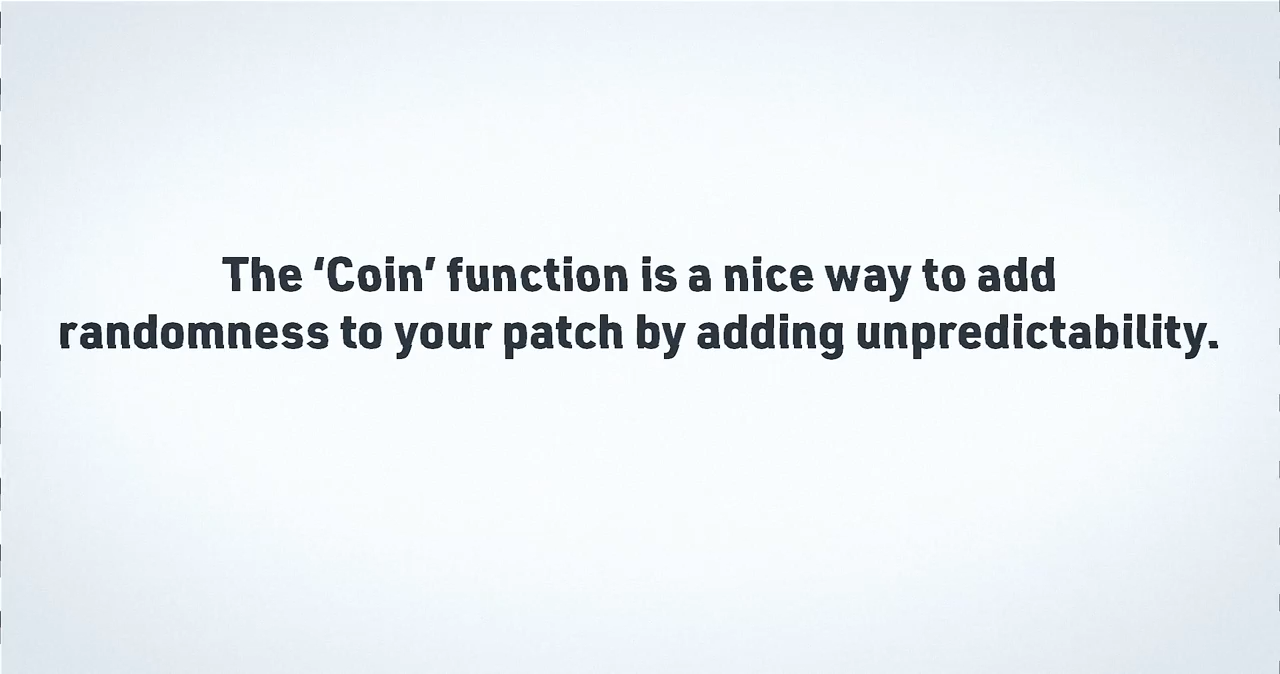 The ‘Coin’ function is a nice way to add
randomness to your patch by adding unpredictability.